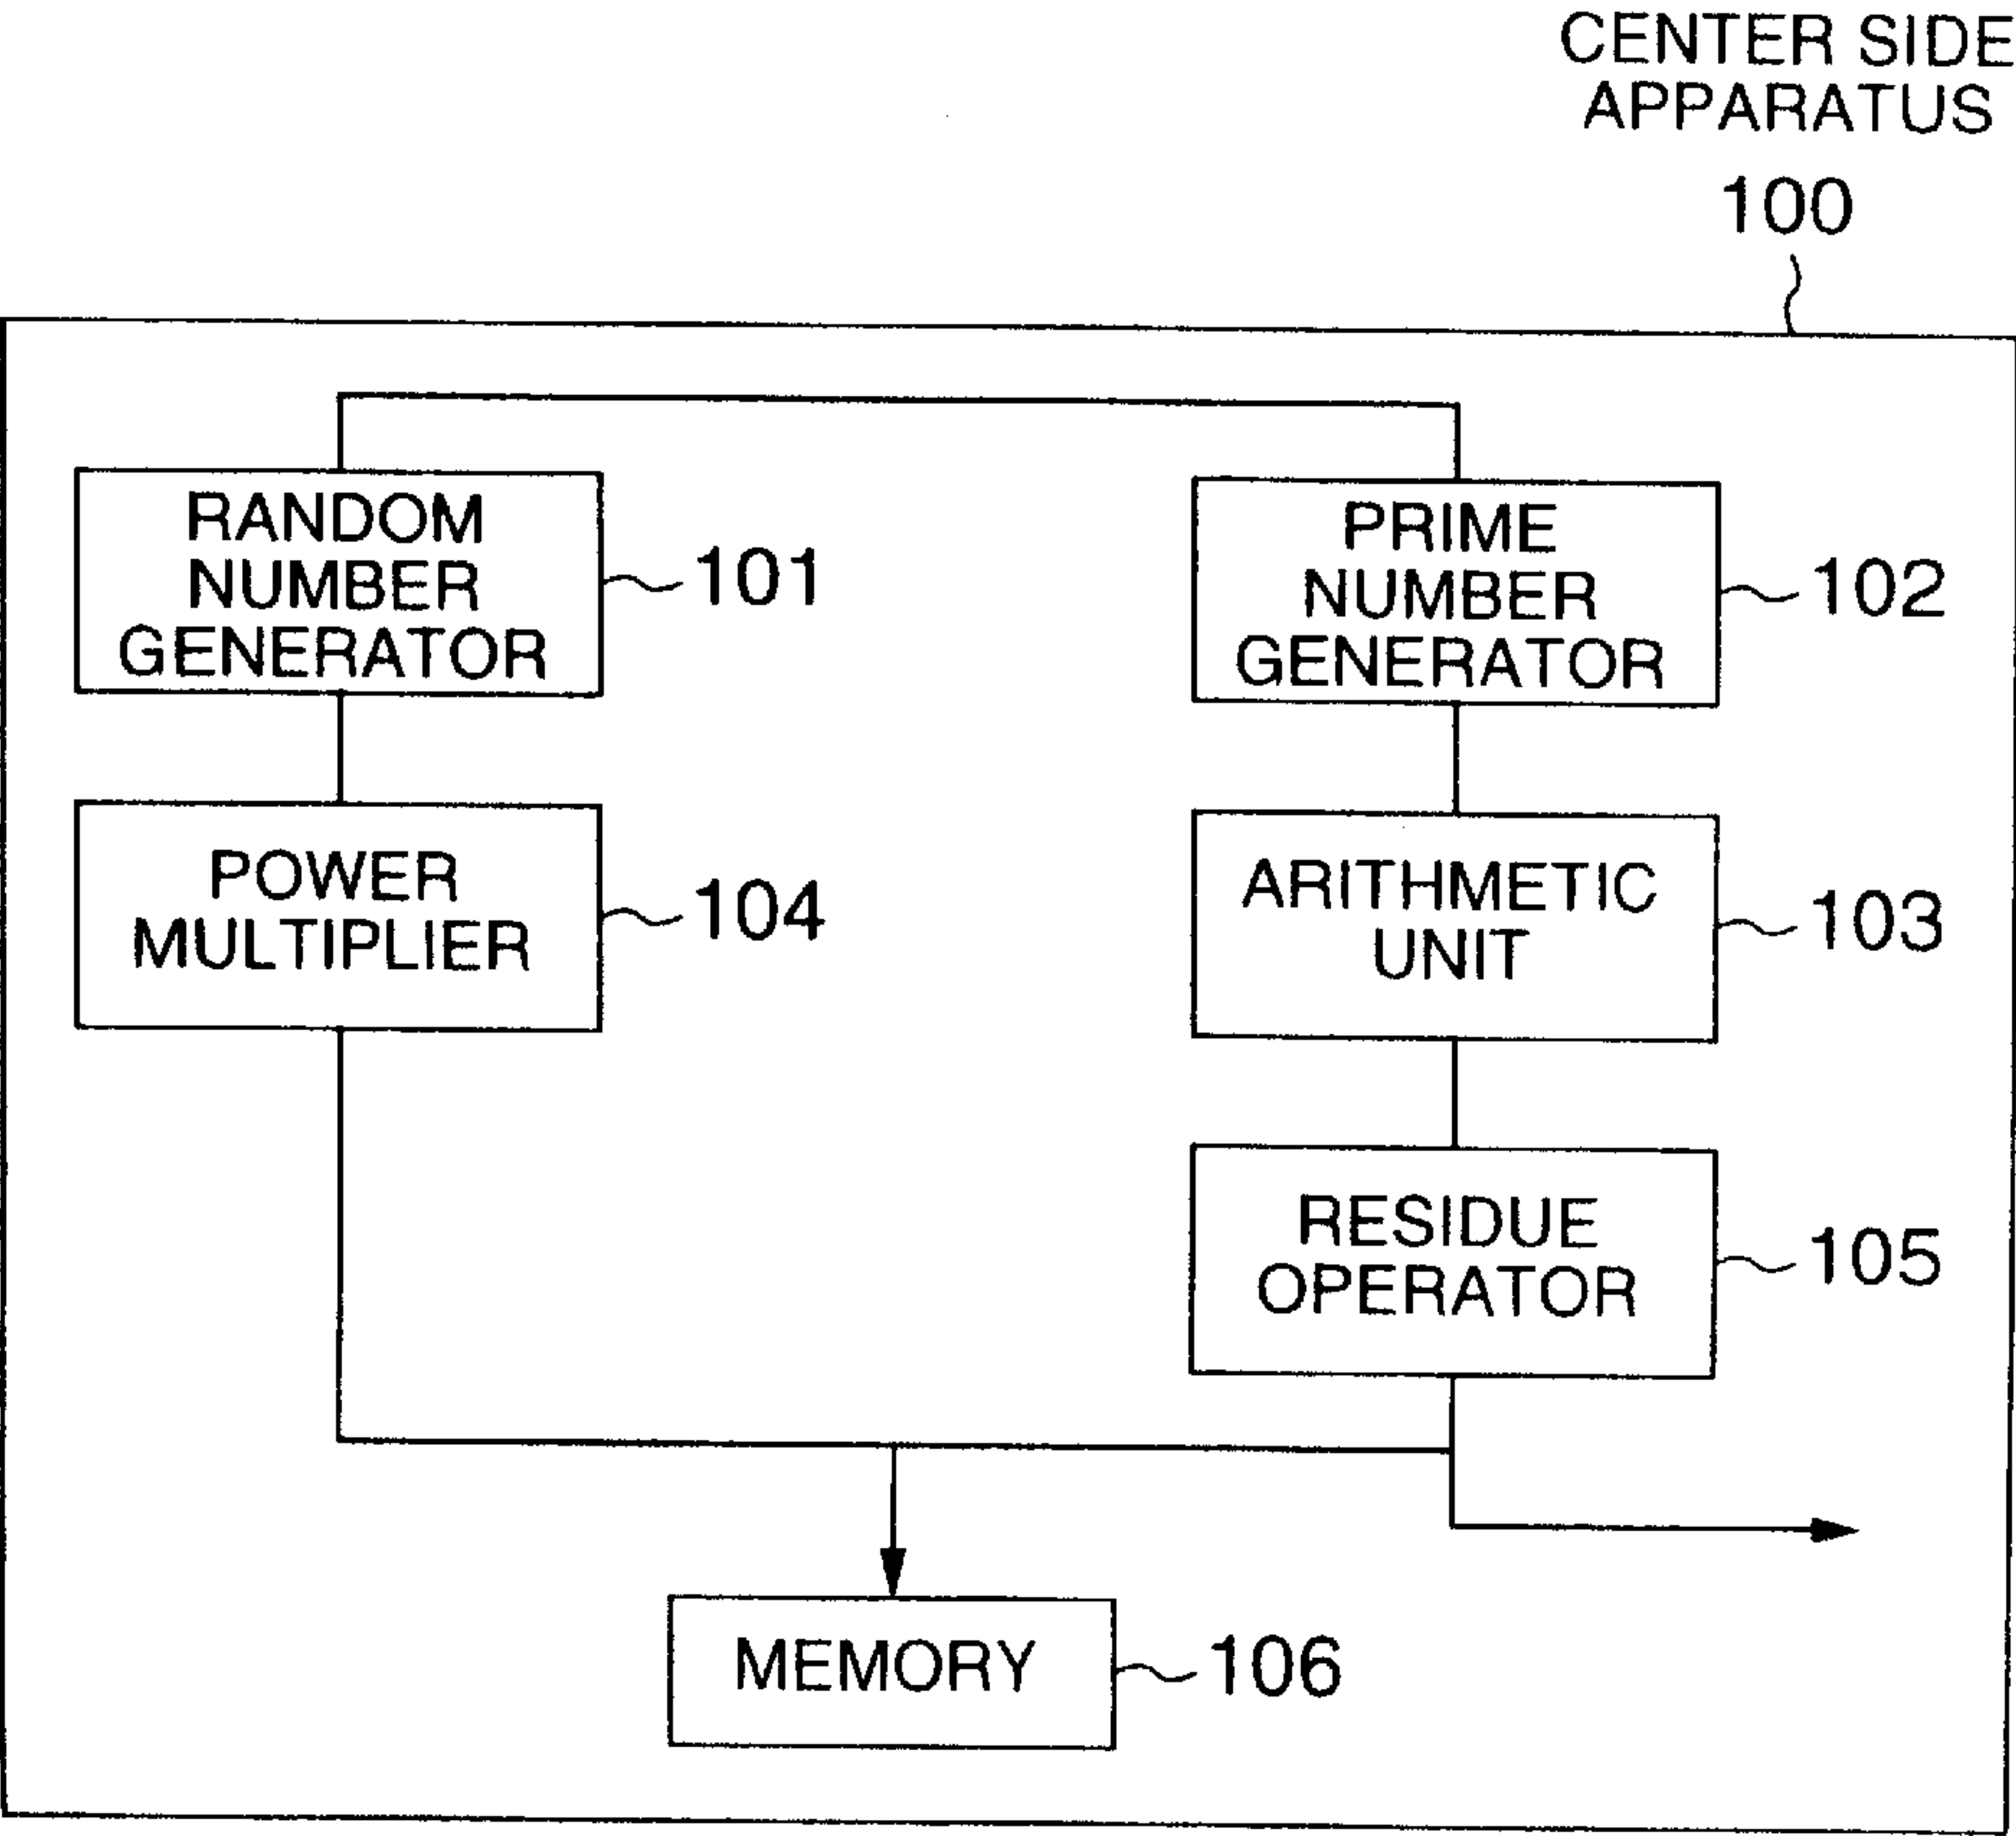 CENTER SIDE
APPARATUS
100
RANDOM
NUMBER
GENERATOR
101
PRIME
NUMBER
GENERATOR
102
POWER
MULTIPLIER
104
ARITHMETIC
UNIT
103
RESIDUE
OPERATOR
105
MEMORY
106